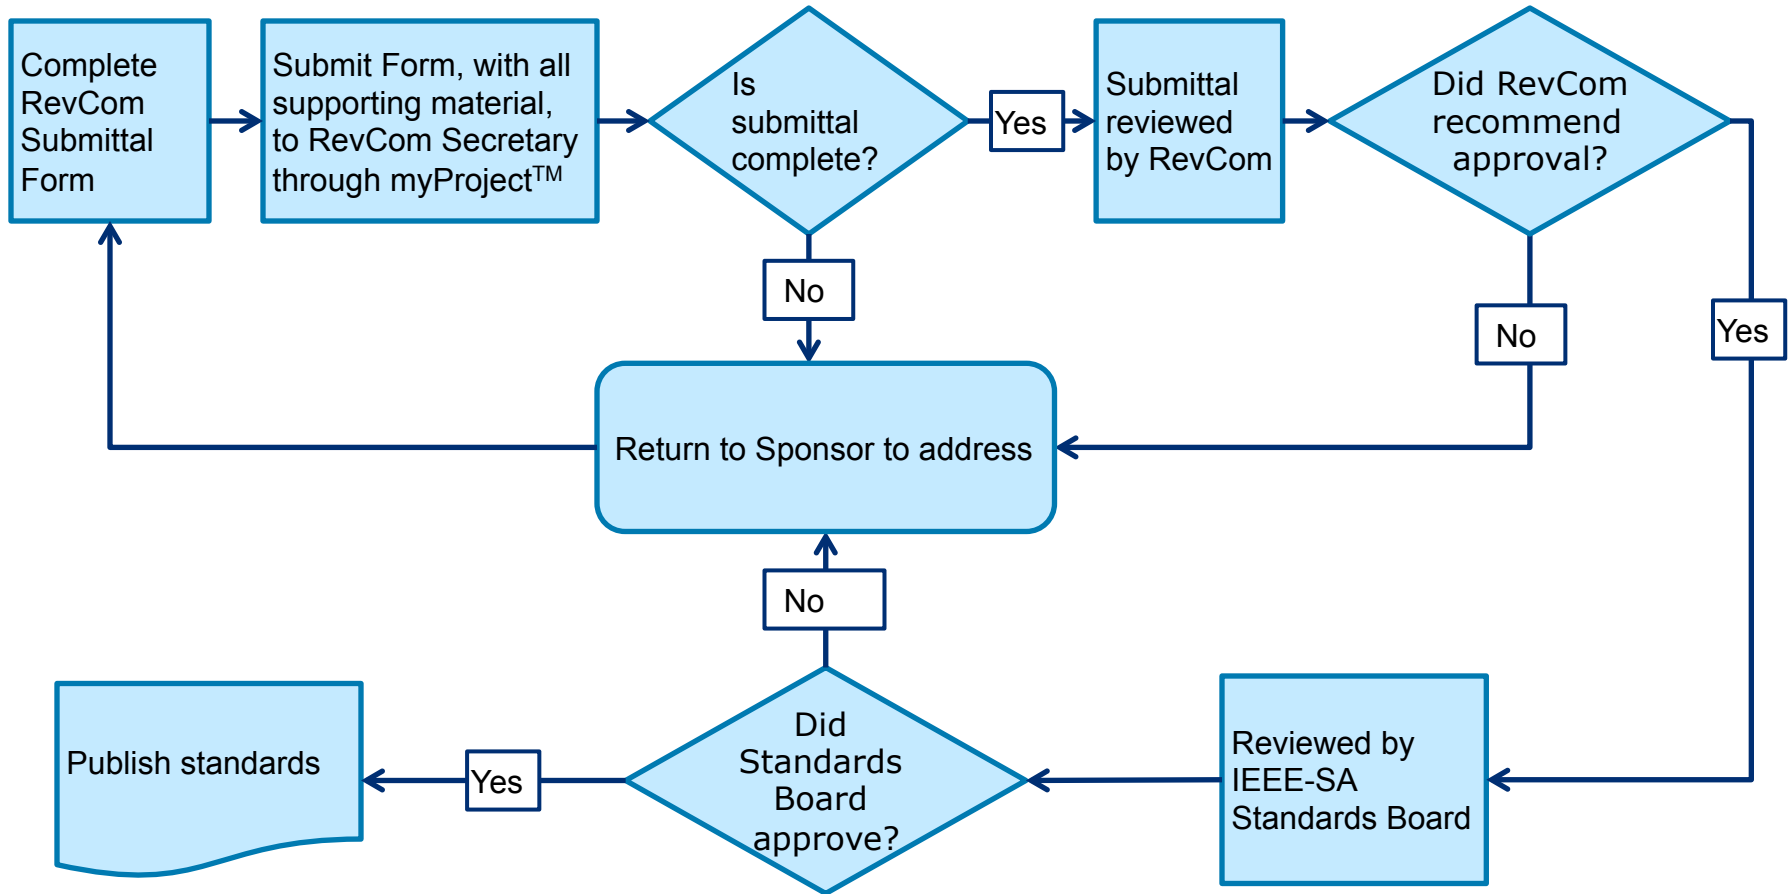 Complete
RevCom
Submittal
Form
Submit Form, with all
supporting material,
to RevCom Secretary
through myProject™
Is
submittal
complete?
Yes
Submittal
reviewed
by RevCom
Did RevCom
recommend
approval?
No
No
Yes
Return to Sponsor to address
No
Publish standards
Yes
Did
Standards
Board
approve?
Reviewed by
IEEE-SA
Standards Board